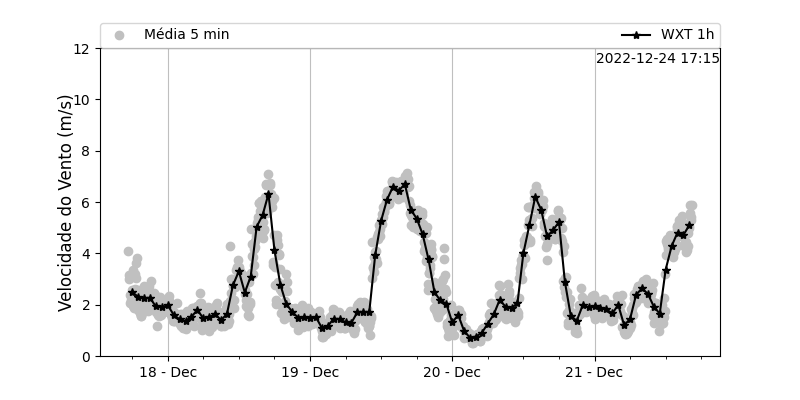 Média 5 min
WXT 1h
2022-12-24 17:15
Velocidade do Vento (m/s)
12
10
8
6
4
2
0
18 - Dec
19 - Dec
20 - Dec
21 - Dec